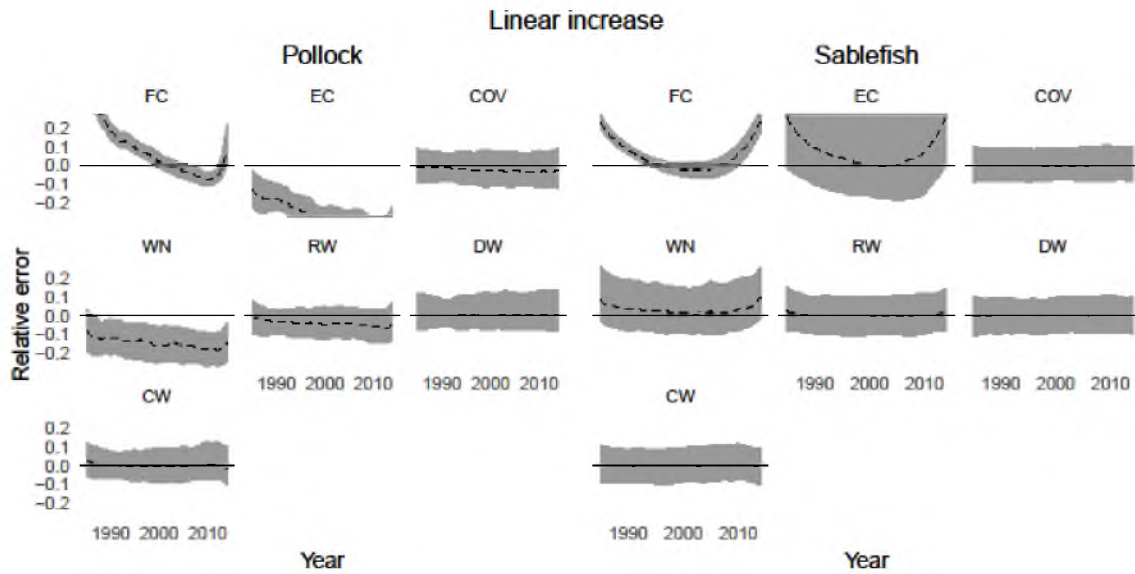 Linear increase
Pollock Sablefish
FC EC COV FC EC COV
0.2
0.1
0.0
−0.1
−0.2
WN RW DW WN RW DW
0.2
0.1
0.0
−0.1
−0.2
1990 2000 2010 1990 2000 2010 1990 2000 2010 1990 2000 2010
CW CW
0.2
0.1
0.0
−0.1
−0.2
1990 2000 2010 1990 2000 2010
Relative error
Year Year